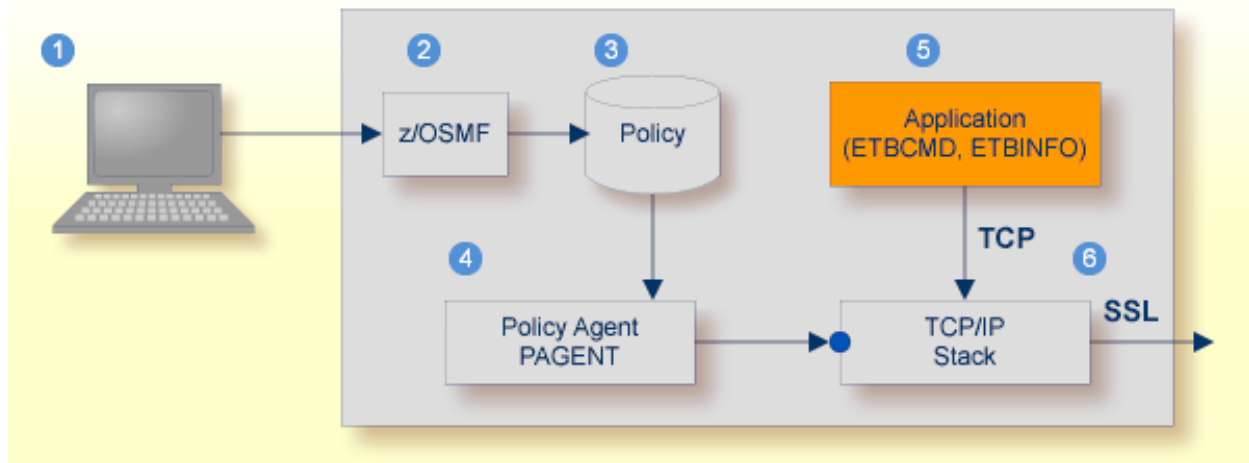 1
2
3
5
z/OSMF
Policy
Application
(ETBCMD, ETBINFO)
TCP
4
6
Policy Agent
PAGENT
TCP/IP
Stack
SSL